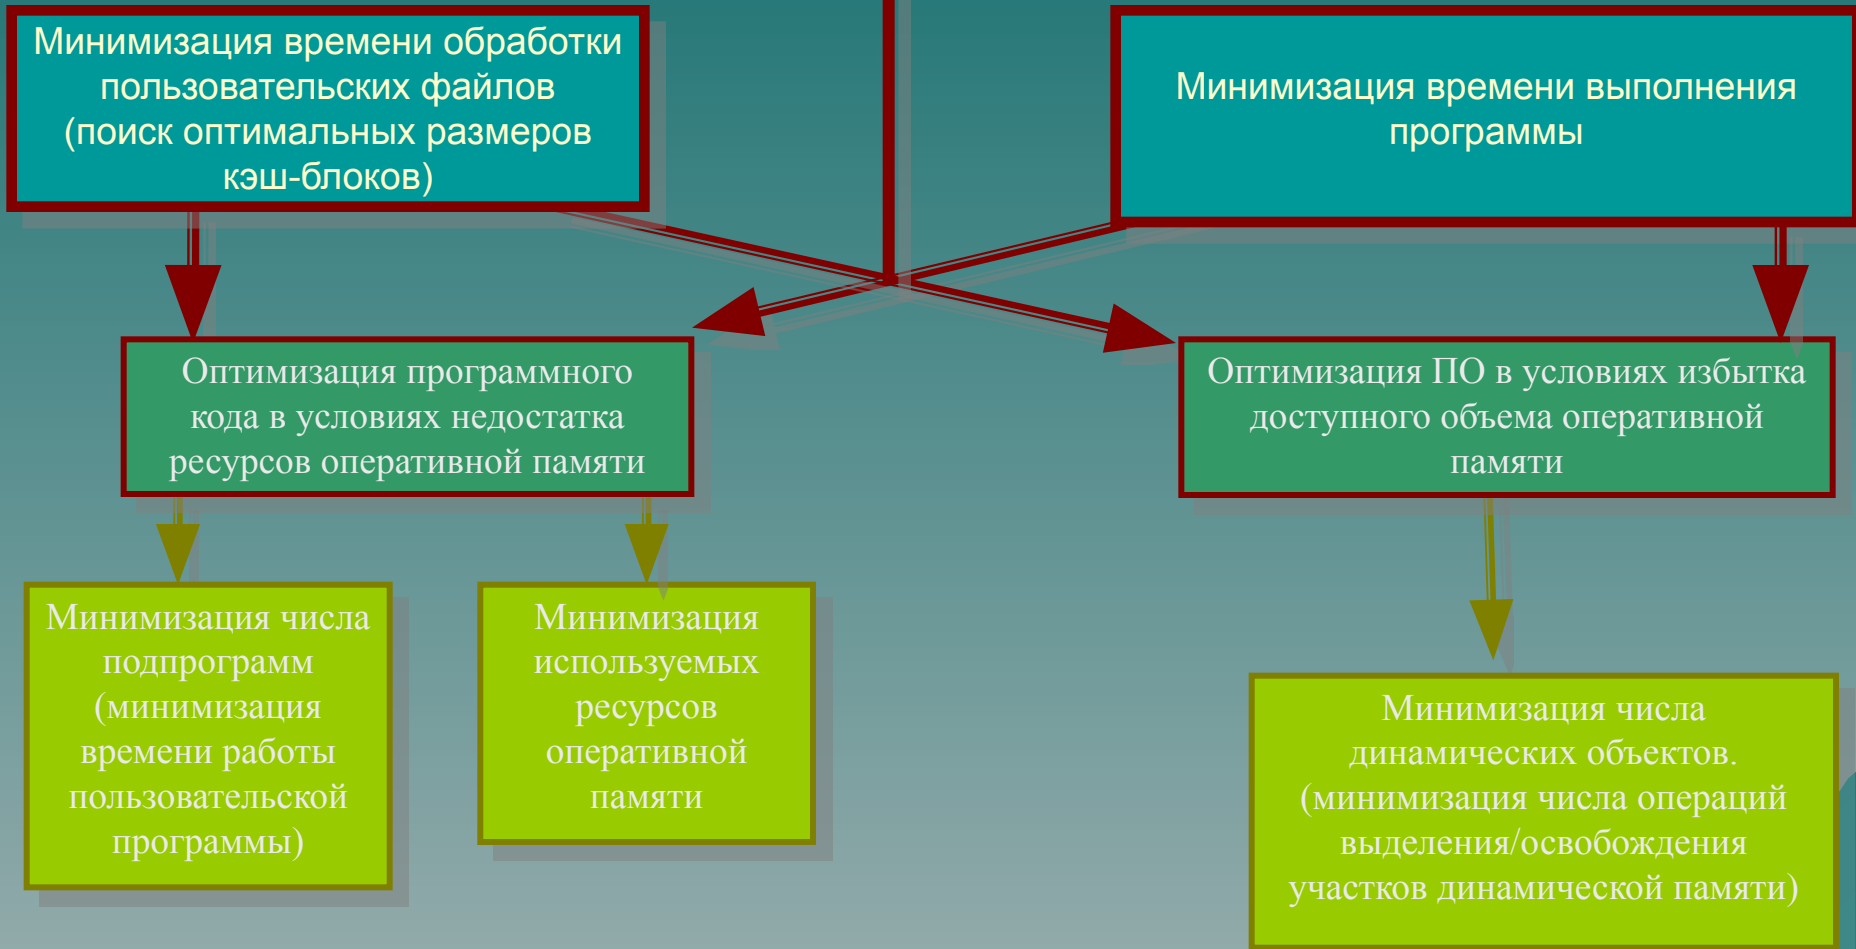 Минимизация времени обработки
пользовательских файлов
(поиск оптимальных размеров
кэш-блоков)
Минимизация времени выполнения
программы
Оптимизация программного
кода в условиях недостатка
ресурсов оперативной памяти
Оптимизация ПО в условиях избытка
доступного объема оперативной
памяти
Минимизация числа
подпрограмм
(минимизация
времени работы
пользовательской
программы)
Минимизация
используемых
ресурсов
оперативной
памяти
Минимизация числа
динамических объектов.
(минимизация числа операций
выделения/освобождения
участков динамической памяти)